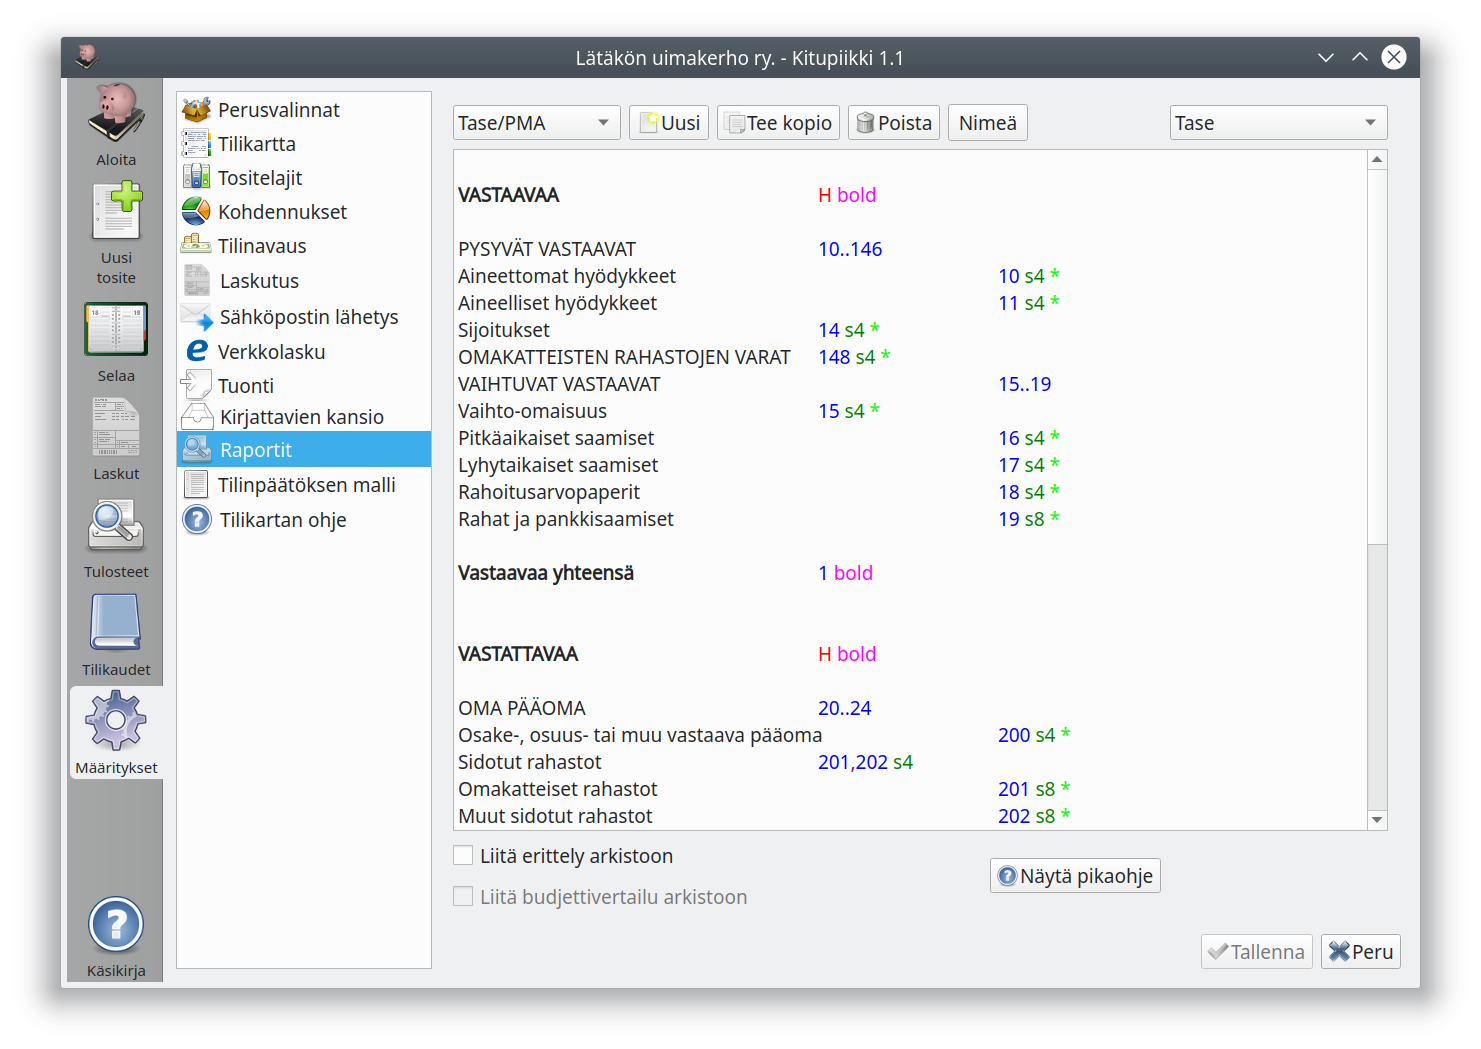 Lätäkön uimakerho ry. - Kitupiikki 1.1
Aloita
Uusi
tosite
Selaa
Laskut
Tulosteet
Tilikaudet
Määritykset
Käsikirja
Perusvalinnat
Tilikartta
Tositelajit
Kohdennukset
Tilinavaus
Laskutus
Sähköpostin lähetys
Verkkolasku
Tuonti
Kirjattavien kansio
Raportit
Tilinpäätöksen malli
Tilikartan ohje
Tase/PMA Uusi Tee kopio Poista Nimeä Tase
VASTAAVAA H bold
PYSYVÄT VASTAAVAT 10..146
Aineettomat hyödykkeet 10 s4 *
Aineelliset hyödykkeet 11 s4 *
Sijoitukset 14 s4 *
OMAKATTEISTEN RAHASTOJEN VARAT 148 s4 *
VAIHTUVAT VASTAAVAT 15..19
Vaihto-omaisuus 15 s4 *
Pitkäaikaiset saamiset 16 s4 *
Lyhytaikaiset saamiset 17 s4 *
Rahoitusarvopaperit 18 s4 *
Rahat ja pankkisaamiset 19 s8 *
Vastaavaa yhteensä 1 bold
VASTATTAVAA H bold
OMA PÄÄOMA 20..24
Osake-, osuus- tai muu vastaava pääoma 200 s4 *
Sidotut rahastot 201,202 s4
Omakatteiset rahastot 201 s8 *
Muut sidotut rahastot 202 s8 *
Liitä erittely arkistoon
Näytä pikaohje
Liitä budjettivertailu arkistoon
Tallenna Peru